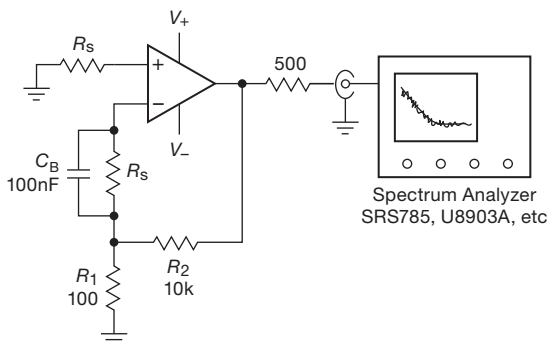 V+
Rs
+
−
V−
500
CB
100nF
Rs
R2
10k
R1
100
Spectrum Analyzer
SRS785, U8903A, etc